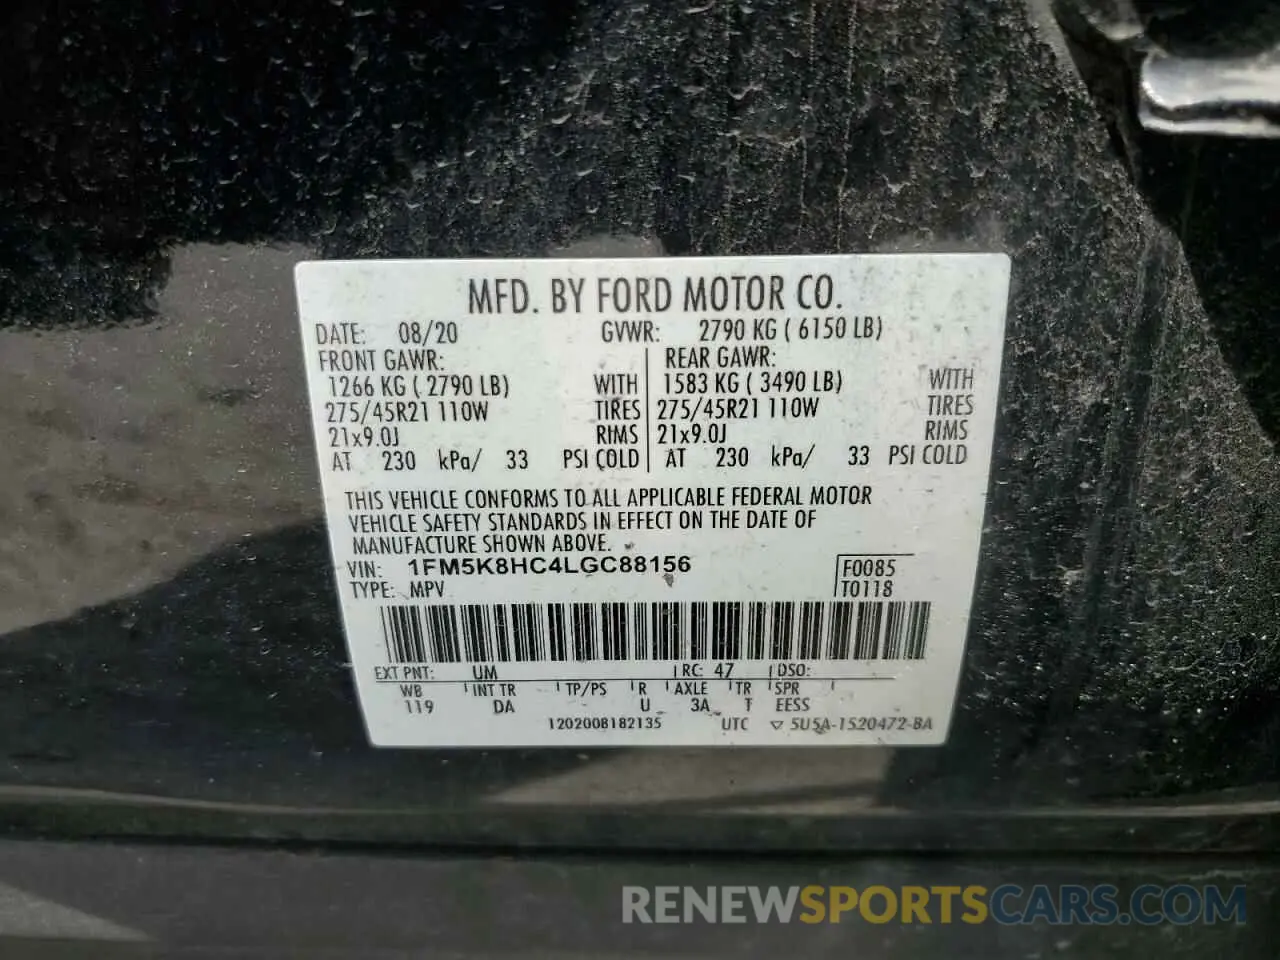 MFD. BY FORD MOTOR CO.
DATE: 08/20 GVWR: 2790 KG ( 6150 LB)
FRONT GAWR: REAR GAWR:
1266 KG ( 2790 LB) WITH 1583 KG ( 3490 LB) WITH
275/45R21 110W TIRES 275/45R21 110W TIRES
21x9.0J RIMS 21x9.0J RIMS
AT 230 kPa/ 33 PSI COLD AT 230 kPa/ 33 PSI COLD
THIS VEHICLE CONFORMS TO ALL APPLICABLE FEDERAL MOTOR
VEHICLE SAFETY STANDARDS IN EFFECT ON THE DATE OF
MANUFACTURE SHOWN ABOVE.
VIN: 1FM5K8HC4LGC88156 F0085
TYPE: MPV T0118
EXT PNT: UM RC: 47 DSO:
WB INT TR TP/PS R AXLE TR SPR
119 DA U 3A T EESS
1202008182135 UTC ▽ 5U5A-1520472-BA
RENEWSPORTSCARS.COM